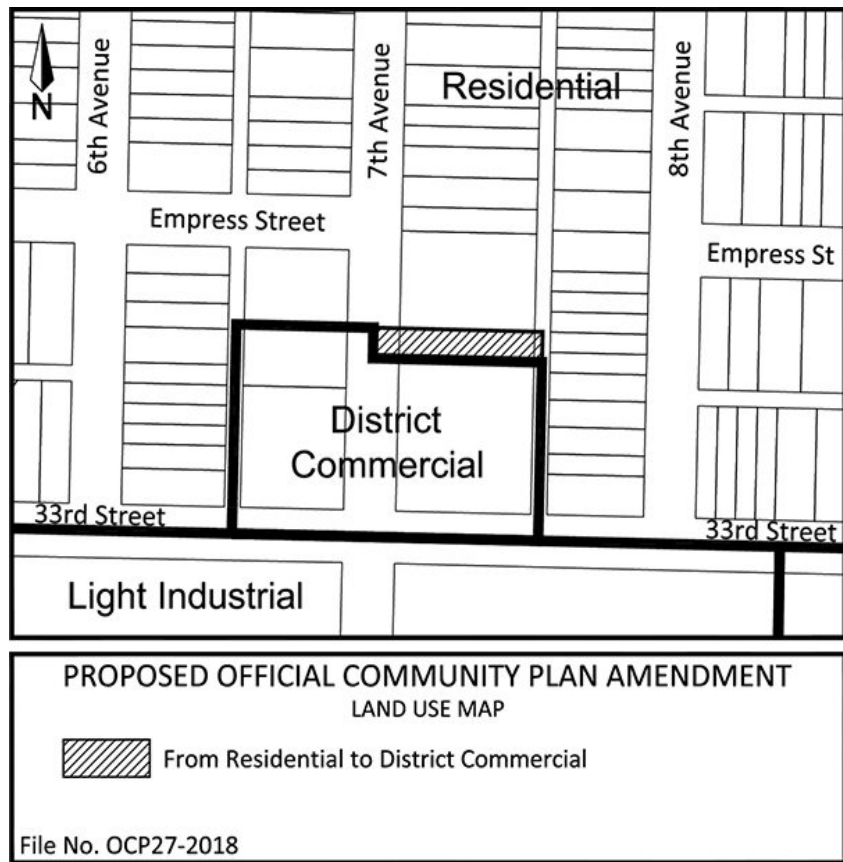 N
6th Avenue
7th Avenue
Residential
8th Avenue
Empress Street
Empress St
District
Commercial
33rd Street
33rd Street
Light Industrial
PROPOSED OFFICIAL COMMUNITY PLAN AMENDMENT
LAND USE MAP
From Residential to District Commercial
File No. OCP27-2018